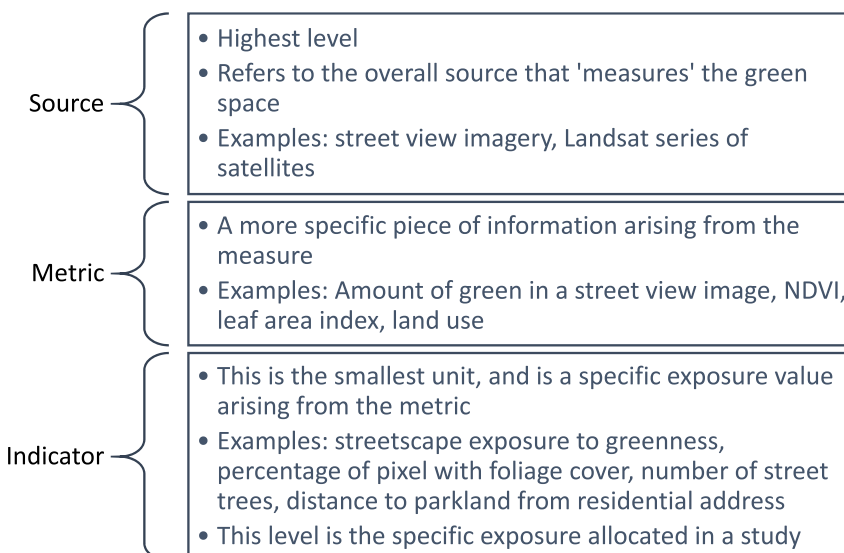 Source
• Highest level
• Refers to the overall source that 'measures' the green
space
• Examples: street view imagery, Landsat series of
satellites
Metric
• A more specific piece of information arising from the
measure
• Examples: Amount of green in a street view image, NDVI,
leaf area index, land use
Indicator
• This is the smallest unit, and is a specific exposure value
arising from the metric
• Examples: streetscape exposure to greenness,
percentage of pixel with foliage cover, number of street
trees, distance to parkland from residential address
• This level is the specific exposure allocated in a study